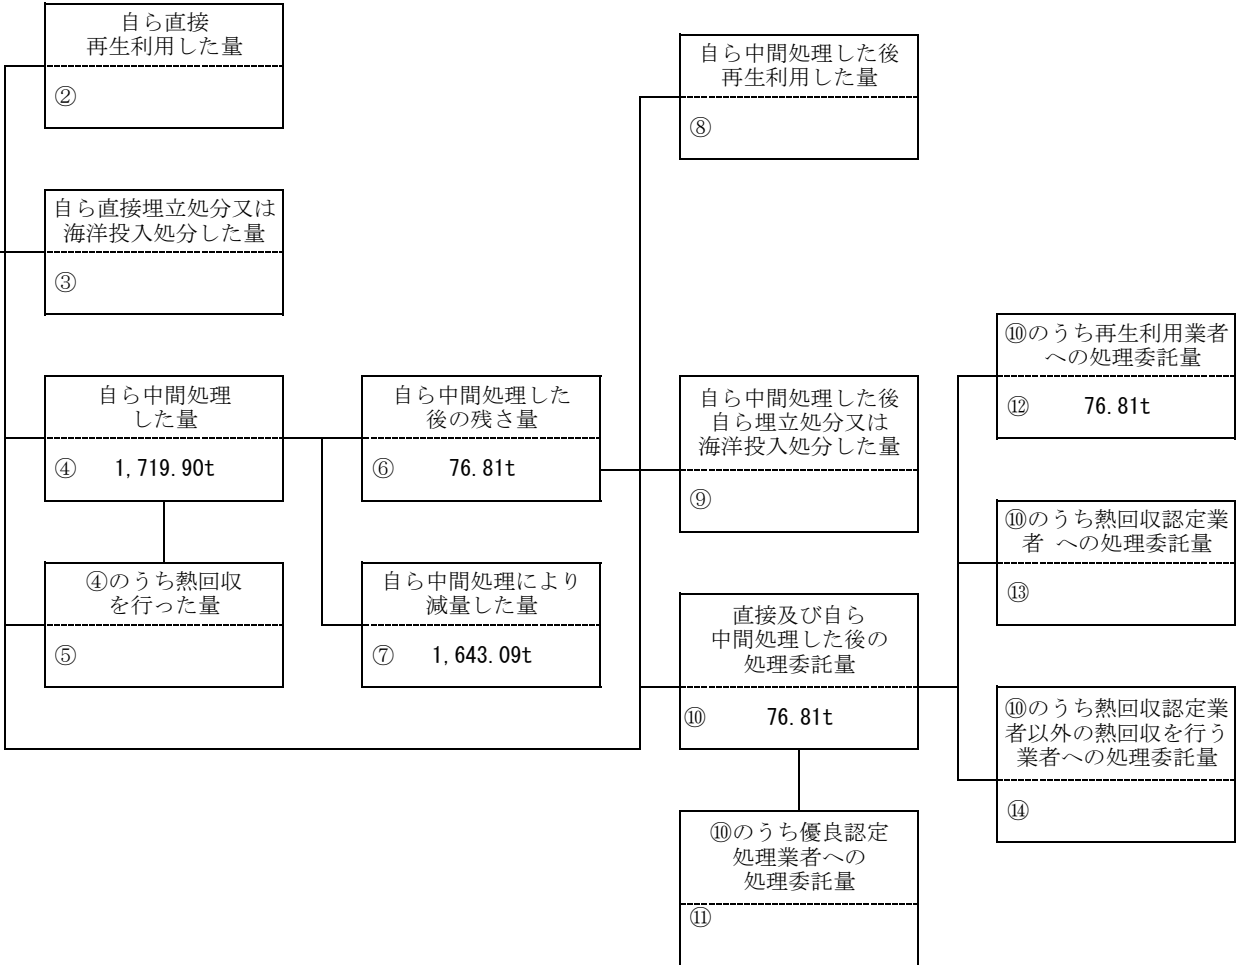 自ら直接
再生利用した量
②
自ら直接埋立処分又は
海洋投入処分した量
③
自ら中間処理
した量
④ 1,719.90t
④のうち熱回収
を行った量
⑤
自ら中間処理した
後の残さ量
⑥ 76.81t
自ら中間処理により
減量した量
⑦ 1,643.09t
自ら中間処理した後
再生利用した量
⑧
自ら中間処理した後
自ら埋立処分又は
海洋投入処分した量
⑨
直接及び自ら
中間処理した後の
処理委託量
⑩ 76.81t
⑩のうち優良認定
処理業者への
処理委託量
⑪
⑩のうち再生利用業者
への処理委託量
⑫ 76.81t
⑩のうち熱回収認定業
者 への処理委託量
⑬
⑩のうち熱回収認定業
者以外の熱回収を行う
業者への処理委託量
⑭